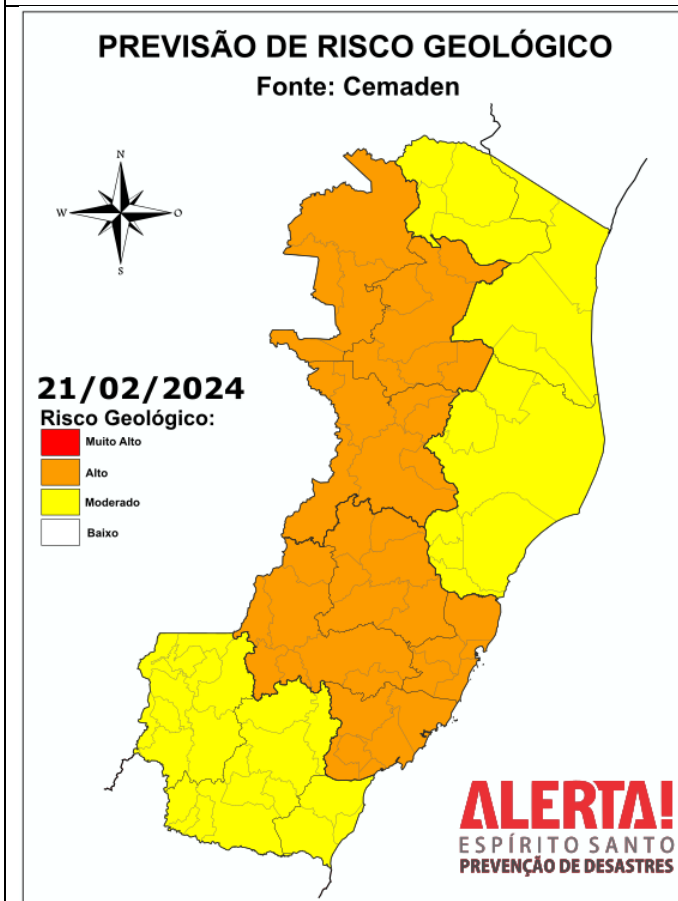 PREVISÃO DE RISCO GEOLÓGICO
Fonte: Cemaden
N
W
O
S
21/02/2024
Risco Geológico:
Muito Alto
Alto
Moderado
Baixo
ALERTA!
ESPÍRITO SANTO
PREVENÇÃO DE DESASTRES